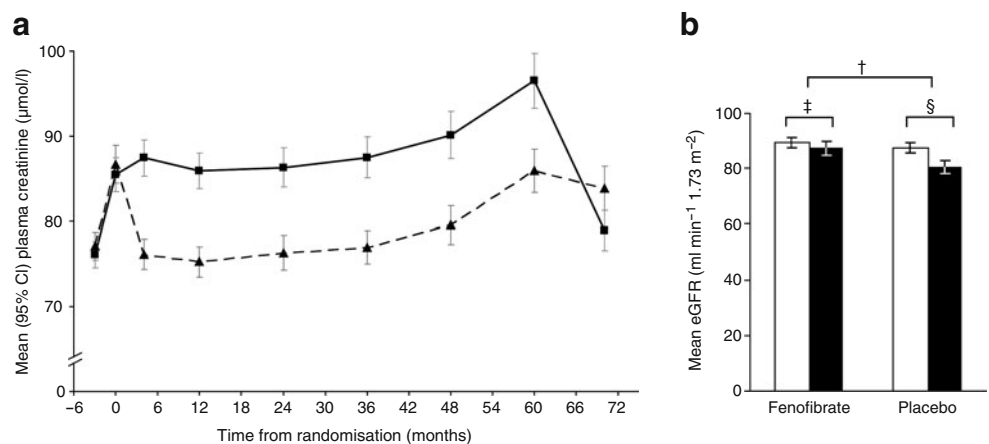 a
Mean (95% CI) plasma creatinine (µmol/l)
100
90
80
70
0
−6 0 6 12 18 24 30 36 42 48 54 60 66 72
Time from randomisation (months)
b
Mean eGFR (ml min−1 1.73 m−2)
†
‡ §
100
80
60
40
20
0
Fenofibrate Placebo